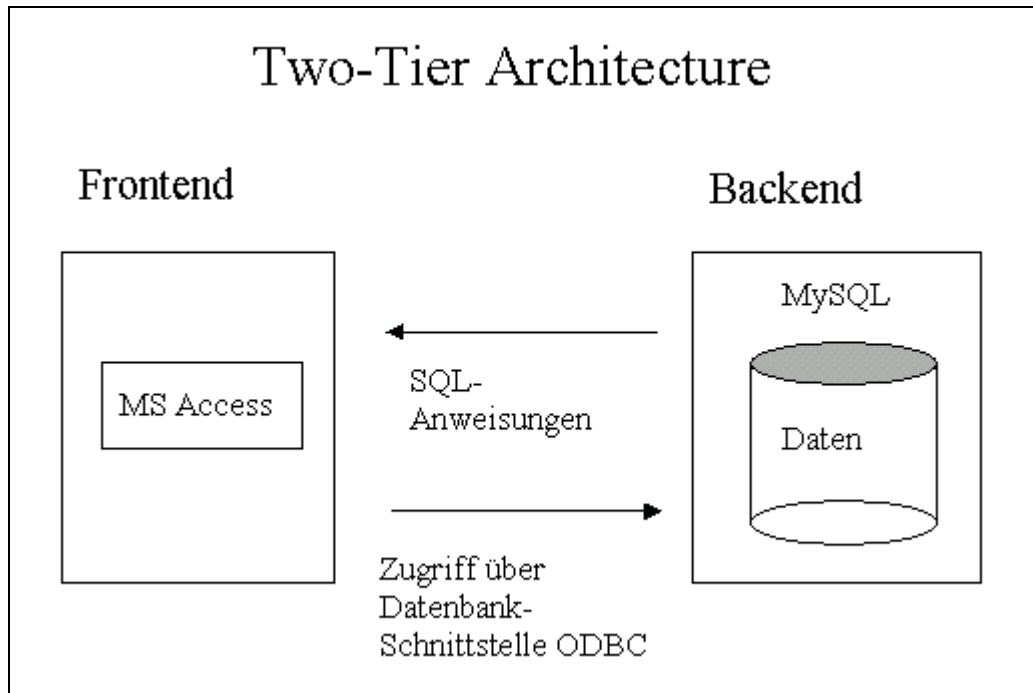 Two-Tier Architecture
Frontend
Backend
MySQL
MS Access
SQL-
Anweisungen
Daten
Zugriff über
Datenbank-
Schnittstelle ODBC